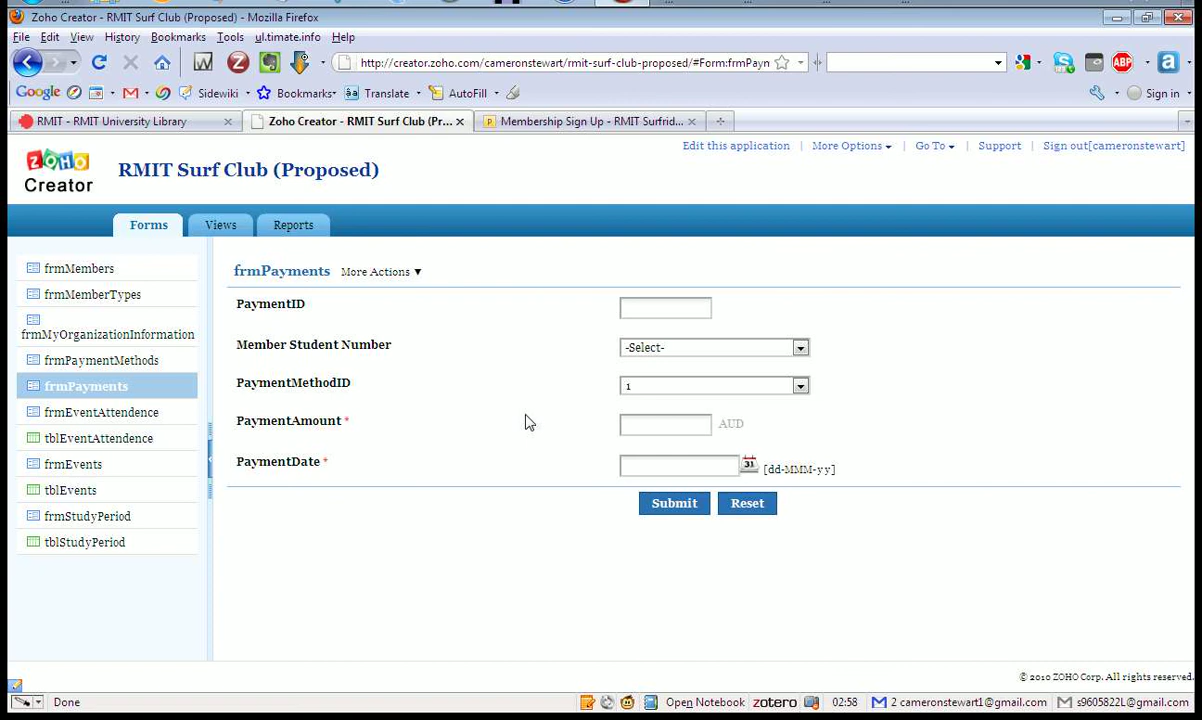 Zoho Creator - RMIT Surf Club (Proposed) - Mozilla Firefox
File Edit View History Bookmarks Tools ul.timate.info Help
http://creator.zoho.com/cameronstewart/rmit-surf-club-proposed/#Form:frmPayn
Google Sidewiki Bookmarks Translate AutoFill Sign in
RMIT - RMIT University Library Zoho Creator - RMIT Surf Club (Pr... Membership Sign Up - RMIT Surfrid...
Edit this application More Options Go To Support Sign out[cameronstewart]
ZOHO
Creator
RMIT Surf Club (Proposed)
Forms Views Reports
frmMembers
frmMemberTypes
frmMyOrganizationInformation
frmPaymentMethods
frmPayments
frmEventAttendence
tblEventAttendence
frmEvents
tblEvents
frmStudyPeriod
tblStudyPeriod
frmPayments More Actions
PaymentID
Member Student Number -Select-
PaymentMethodID 1
PaymentAmount * AUD
PaymentDate * 31 [dd-MMM-yy]
Submit Reset
© 2010 ZOHO Corp. All rights reserved.
Done Open Notebook zotero 02:58 2 cameronstewart1@gmail.com s9605822L@gmail.com